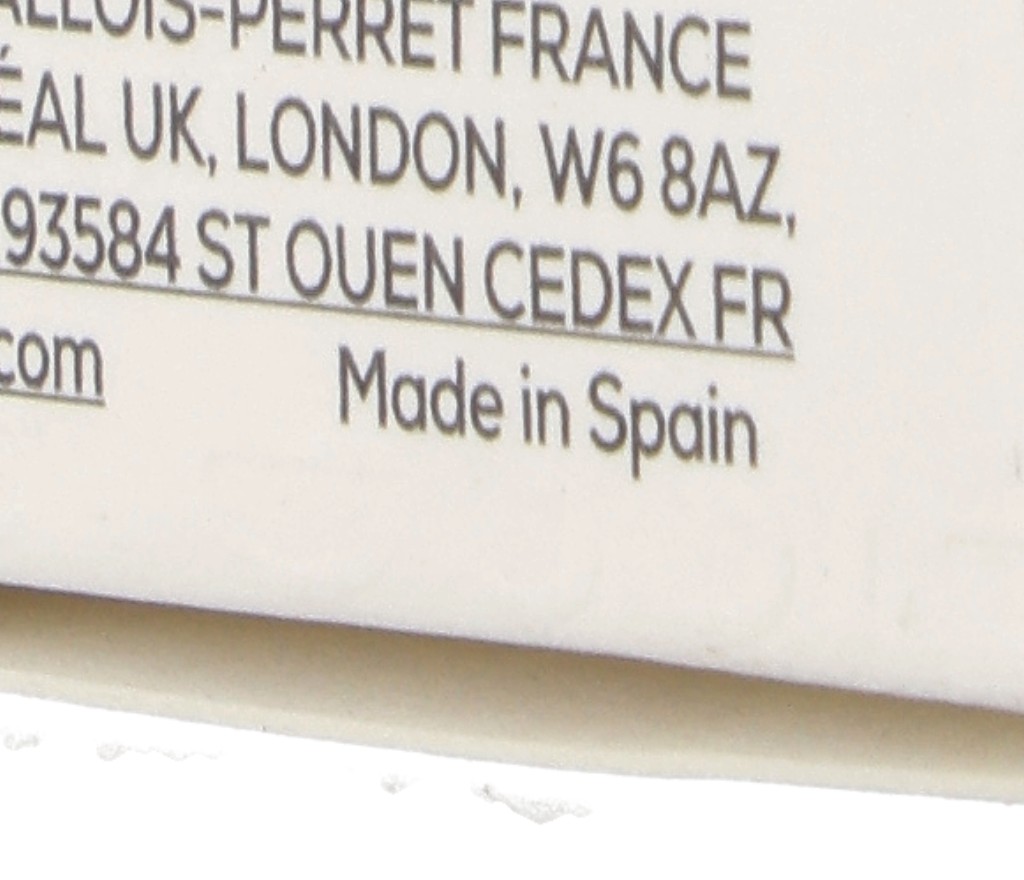 ALLOIS-PERRET FRANCE
ÉAL UK, LONDON, W6 8AZ,
93584 ST OUEN CEDEX FR
.com Made in Spain